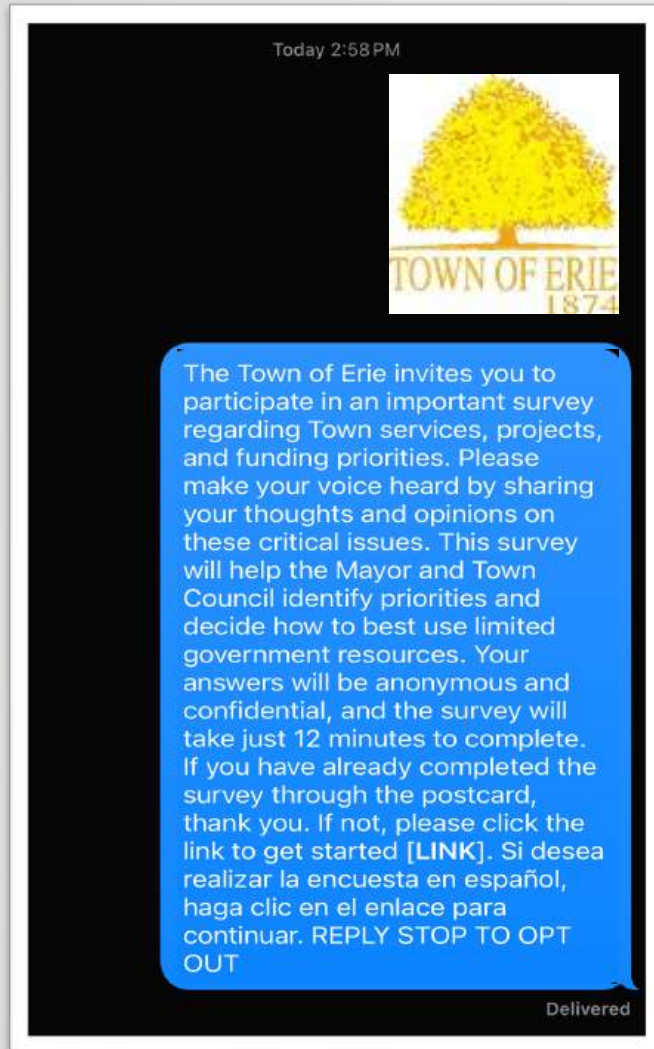 Today 2:58 PM
TOWN OF ERIE
1874
The Town of Erie invites you to
participate in an important survey
regarding Town services, projects,
and funding priorities. Please
make your voice heard by sharing
your thoughts and opinions on
these critical issues. This survey
will help the Mayor and Town
Council identify priorities and
decide how to best use limited
government resources. Your
answers will be anonymous and
confidential, and the survey will
take just 12 minutes to complete.
If you have already completed the
survey through the postcard,
thank you. If not, please click the
link to get started [LINK]. Si desea
realizar la encuesta en español,
haga clic en el enlace para
continuar. REPLY STOP TO OPT
OUT
Delivered